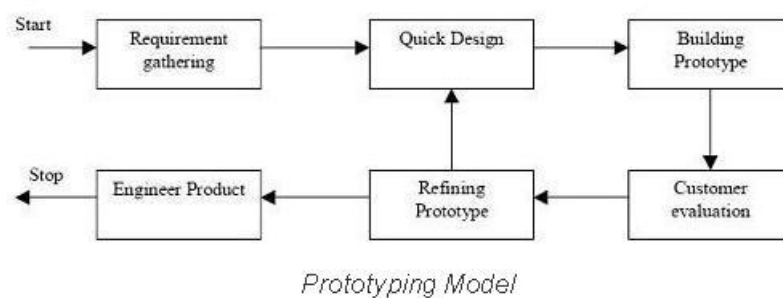 Start
Requirement
gathering
Quick Design
Building
Prototype
Stop
Engineer Product
Refining
Prototype
Customer
evaluation
Prototyping Model